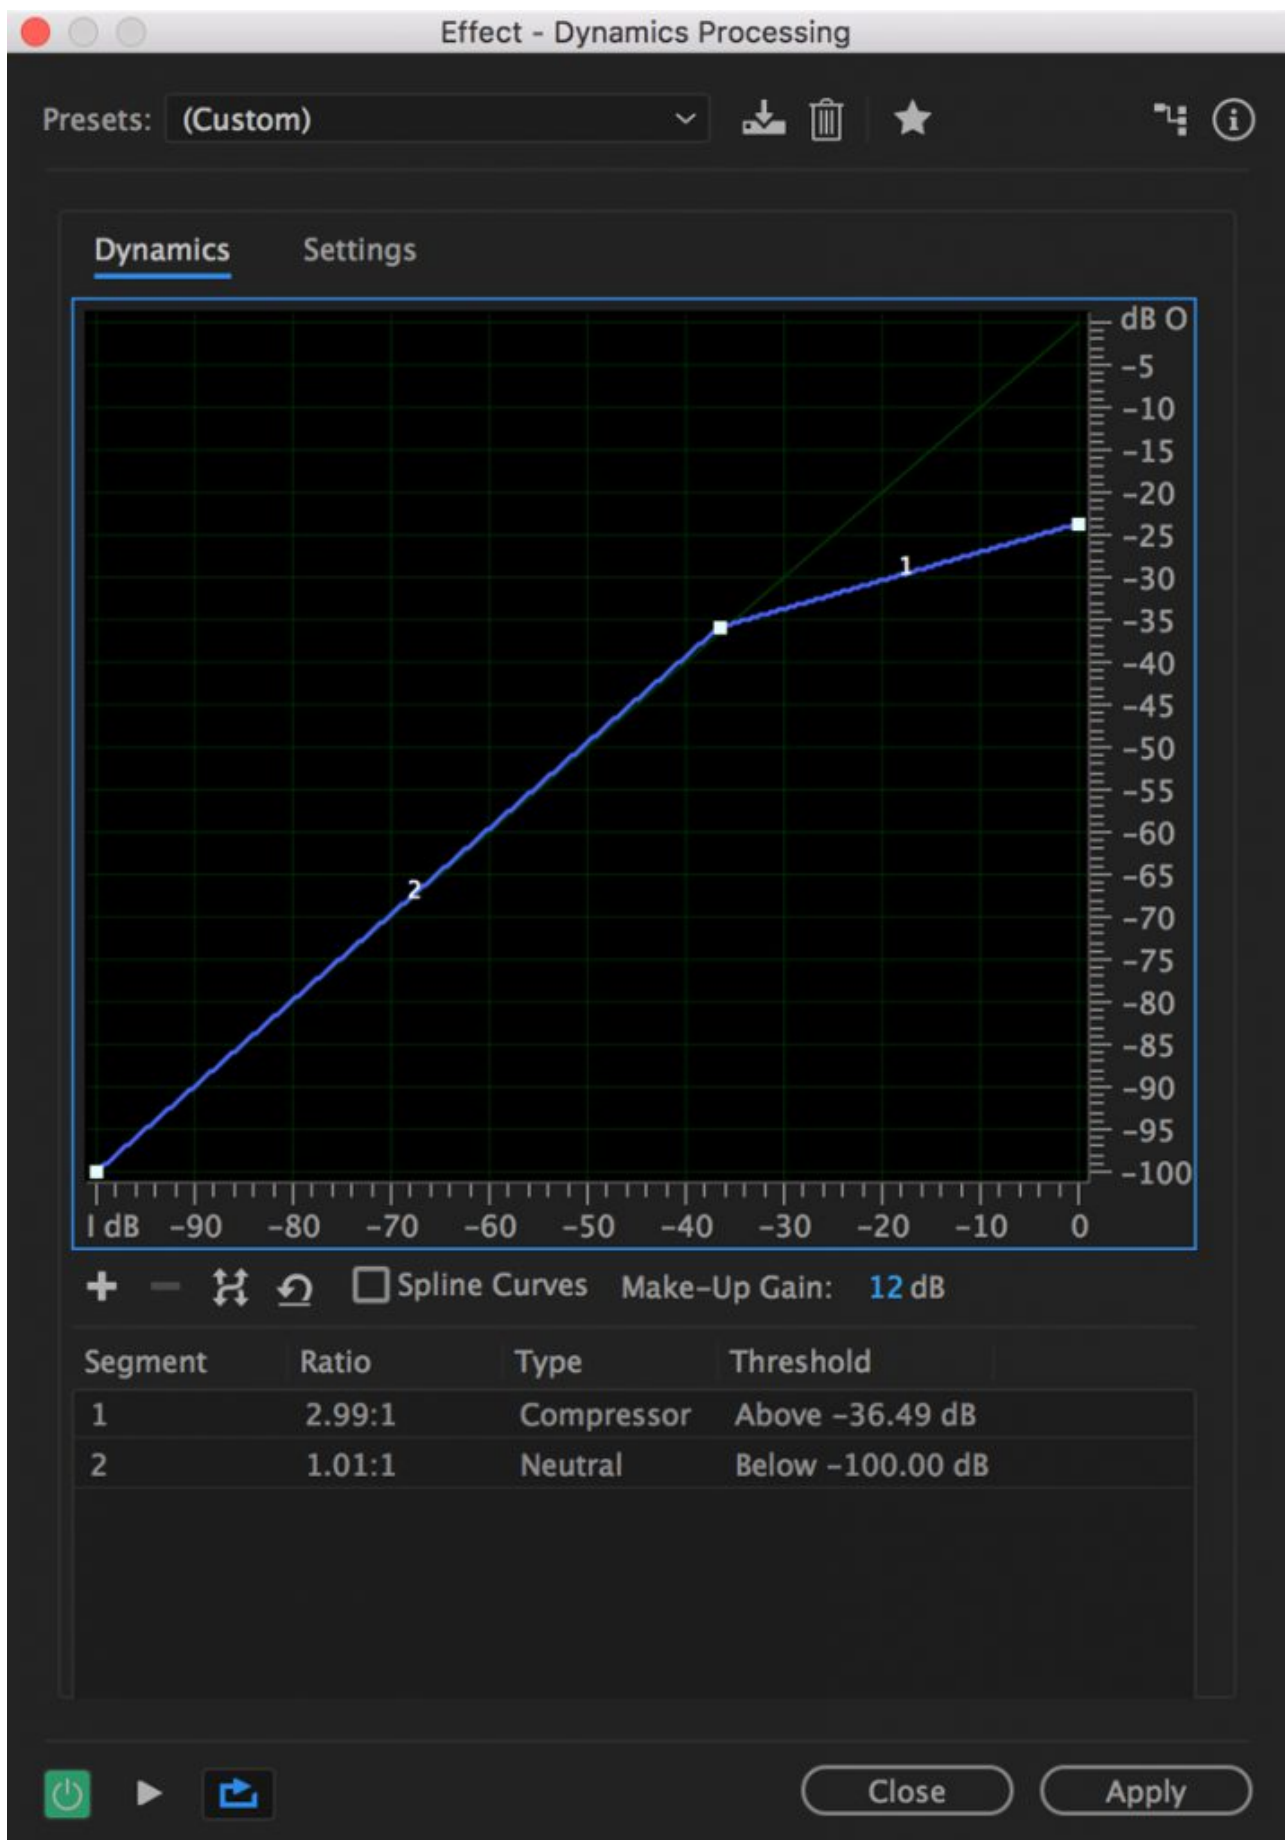 Effect - Dynamics Processing
Presets: (Custom)
Dynamics Settings
dB O
-5
-10
-15
-20
-25
1
-30
-35
-40
-45
-50
-55
-60
2
-65
-70
-75
-80
-85
-90
-95
-100
I dB -90 -80 -70 -60 -50 -40 -30 -20 -10 0
Spline Curves Make-Up Gain: 12 dB
Segment Ratio Type Threshold
1 2.99:1 Compressor Above -36.49 dB
2 1.01:1 Neutral Below -100.00 dB
Close Apply